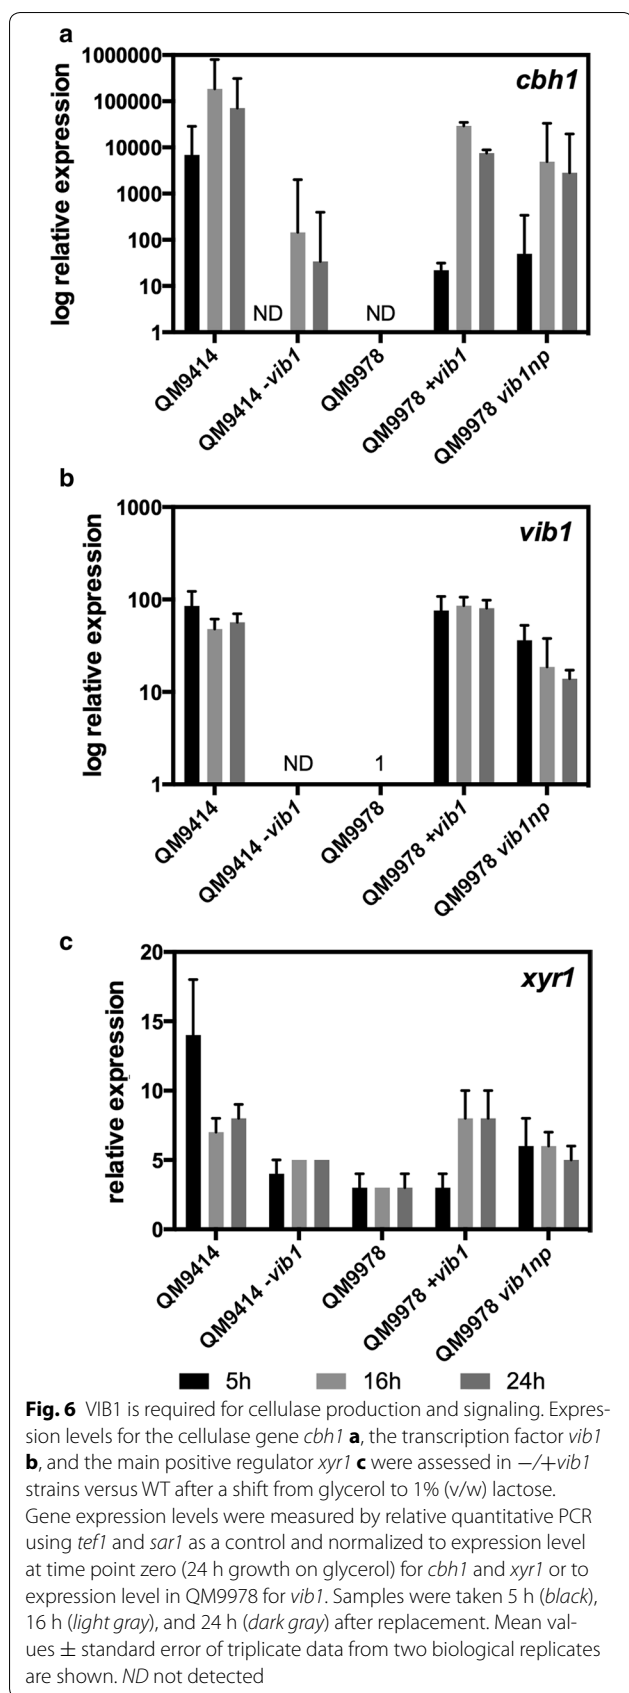 a
cbh1
log relative expression
1000000
100000
10000
1000
100
10
1
ND
ND
QM9414
QM9414 -vib1
QM9978
QM9978 +vib1
QM9978 vib1np
b
vib1
log relative expression
1000
100
10
1
ND
1
QM9414
QM9414 -vib1
QM9978
QM9978 +vib1
QM9978 vib1np
c
xyr1
relative expression
20
15
10
5
0
QM9414
QM9414 -vib1
QM9978
QM9978 +vib1
QM9978 vib1np
5h 16h 24h
Fig. 6 VIB1 is required for cellulase production and signaling. Expres-
sion levels for the cellulase gene cbh1 a, the transcription factor vib1
b, and the main positive regulator xyr1 c were assessed in −/+vib1
strains versus WT after a shift from glycerol to 1% (v/w) lactose.
Gene expression levels were measured by relative quantitative PCR
using tef1 and sar1 as a control and normalized to expression level
at time point zero (24 h growth on glycerol) for cbh1 and xyr1 or to
expression level in QM9978 for vib1. Samples were taken 5 h (black),
16 h (light gray), and 24 h (dark gray) after replacement. Mean val-
ues ± standard error of triplicate data from two biological replicates
are shown. ND not detected